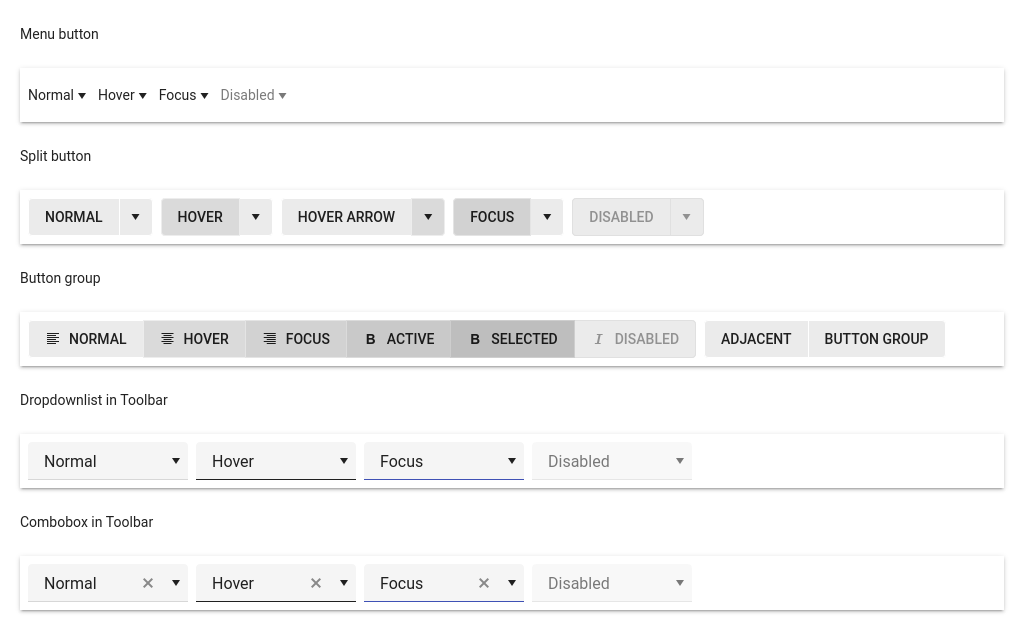 Menu button
Normal Hover Focus Disabled
Split button
NORMAL HOVER HOVER ARROW FOCUS DISABLED
Button group
NORMAL HOVER FOCUS B ACTIVE B SELECTED I DISABLED ADJACENT BUTTON GROUP
Dropdownlist in Toolbar
Normal Hover Focus Disabled
Combobox in Toolbar
Normal Hover Focus Disabled